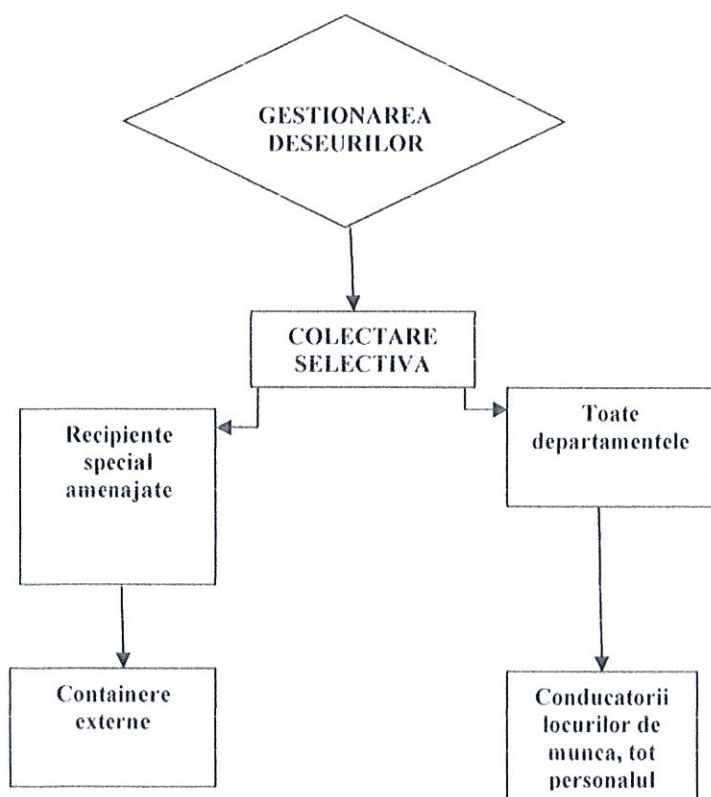 GESTIONAREA
DESEURILOR
COLECTARE
SELECTIVA
Recipiente
special
amenajate
Toate
departamentele
Containere
externe
Conducatorii
locurilor de
munca, tot
personalul